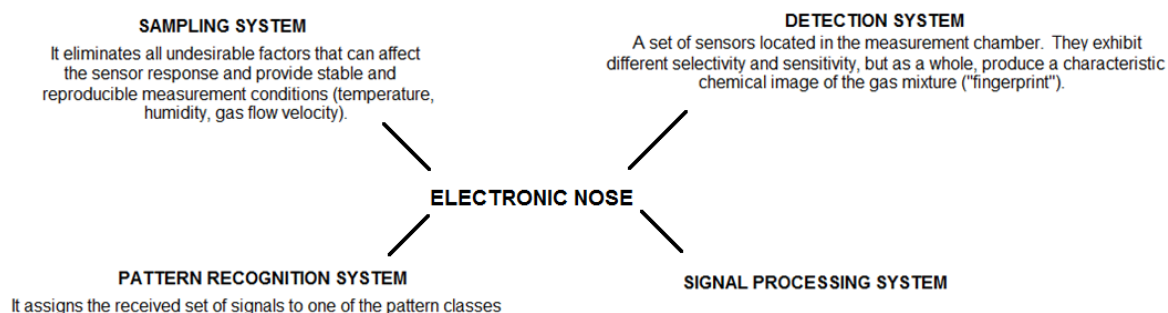 SAMPLING SYSTEM
It eliminates all undesirable factors that can affect
the sensor response and provide stable and
reproducible measurement conditions (temperature,
humidity, gas flow velocity).
DETECTION SYSTEM
A set of sensors located in the measurement chamber. They exhibit
different selectivity and sensitivity, but as a whole, produce a characteristic
chemical image of the gas mixture ("fingerprint").
ELECTRONIC NOSE
PATTERN RECOGNITION SYSTEM
It assigns the received set of signals to one of the pattern classes
SIGNAL PROCESSING SYSTEM